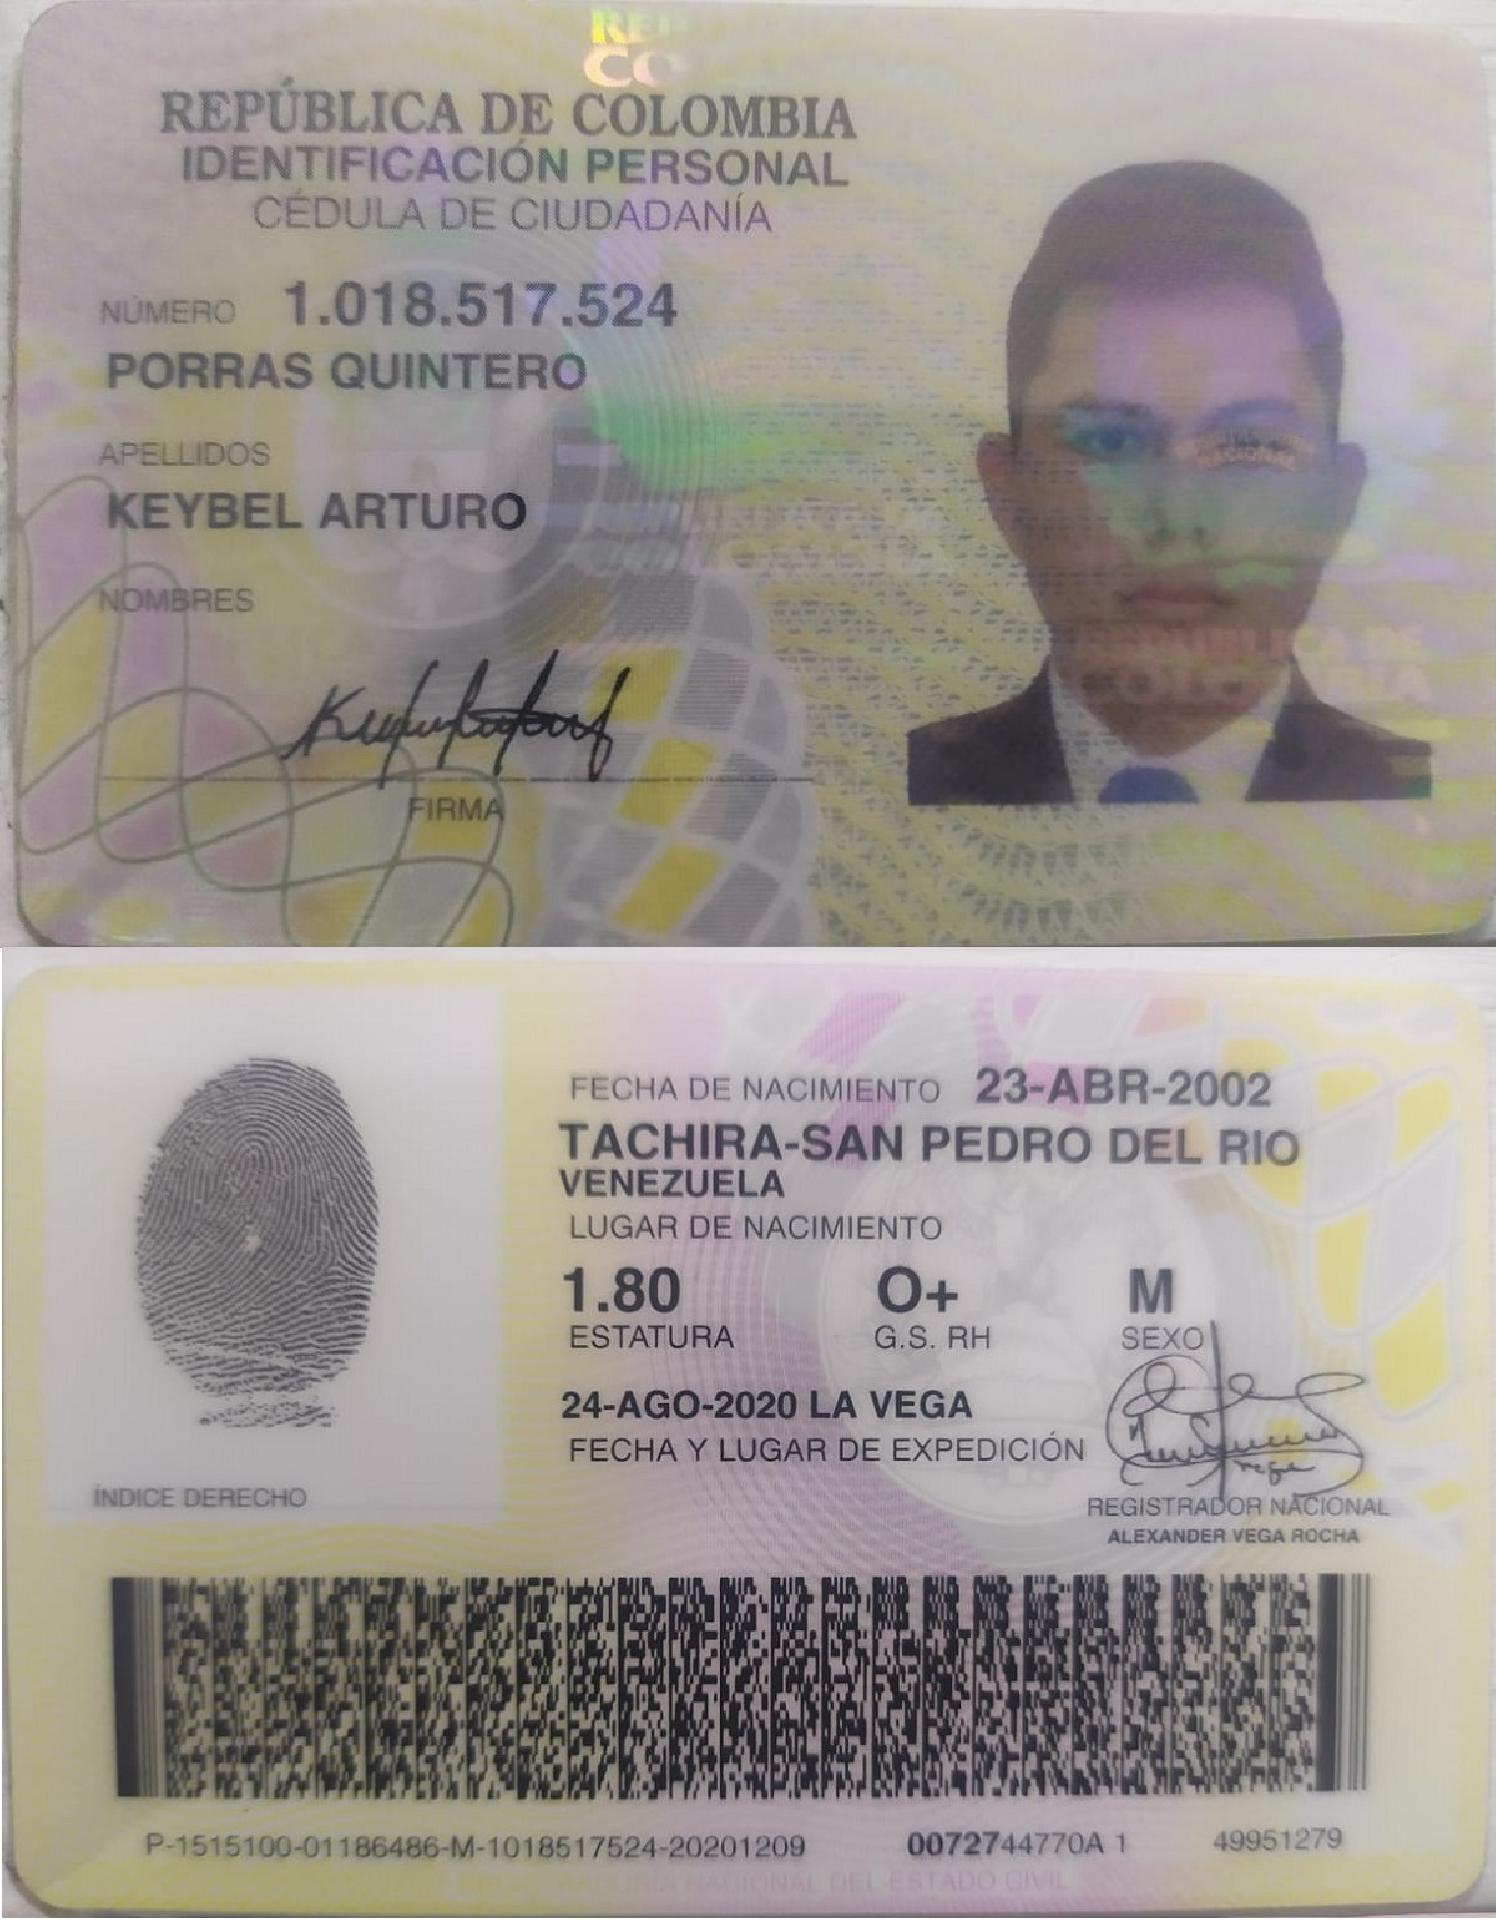 REPÚBLICA DE COLOMBIA
IDENTIFICACIÓN PERSONAL
CÉDULA DE CIUDADANÍA
NÚMERO 1.018.517.524
PORRAS QUINTERO
APELLIDOS
KEYBEL ARTURO
NOMBRES
FIRMA
FECHA DE NACIMIENTO 23-ABR-2002
TACHIRA-SAN PEDRO DEL RIO
VENEZUELA
LUGAR DE NACIMIENTO
1.80 O+ M
ESTATURA G.S. RH SEXO
24-AGO-2020 LA VEGA
FECHA Y LUGAR DE EXPEDICIÓN
ÍNDICE DERECHO
REGISTRADOR NACIONAL
ALEXANDER VEGA ROCHA
P-1515100-01186486-M-1018517524-20201209 0072744770A 1 49951279
NACIONAL DEL ESTADO CIVIL